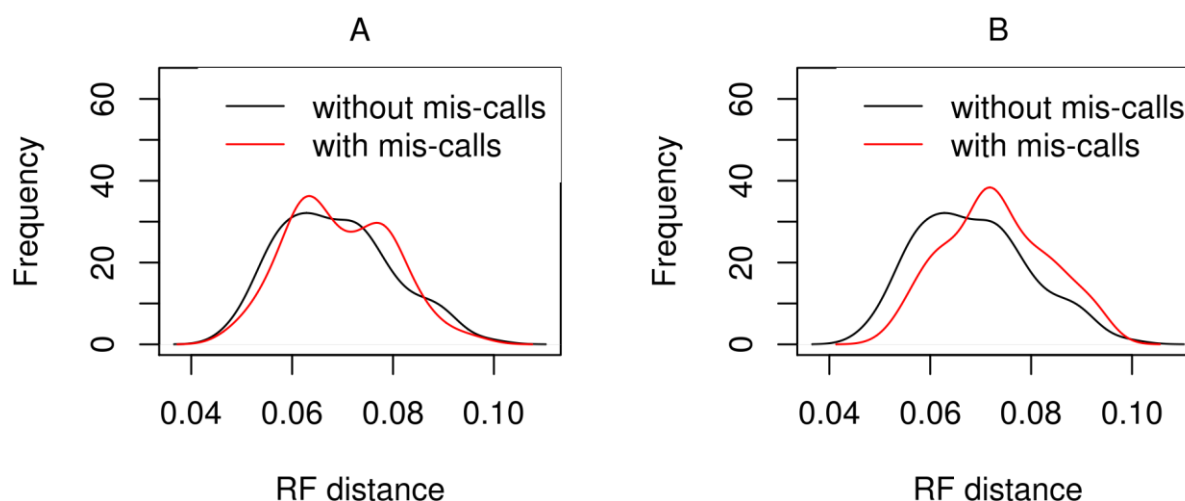 A
Frequency
60
40
20
0
without mis-calls
with mis-calls
0.04 0.06 0.08 0.10
RF distance
B
Frequency
60
40
20
0
without mis-calls
with mis-calls
0.04 0.06 0.08 0.10
RF distance